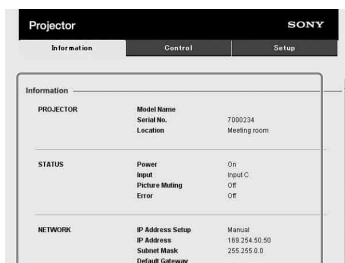 Projector SONY
Information Control Setup
Information
PROJECTOR Model Name
Serial No. 7000234
Location Meeting room
STATUS Power On
Input Input C
Picture Muting Off
Error Off
NETWORK IP Address Setup Manual
IP Address 169.254.50.50
Subnet Mask 255.255.0.0
Default Gateway